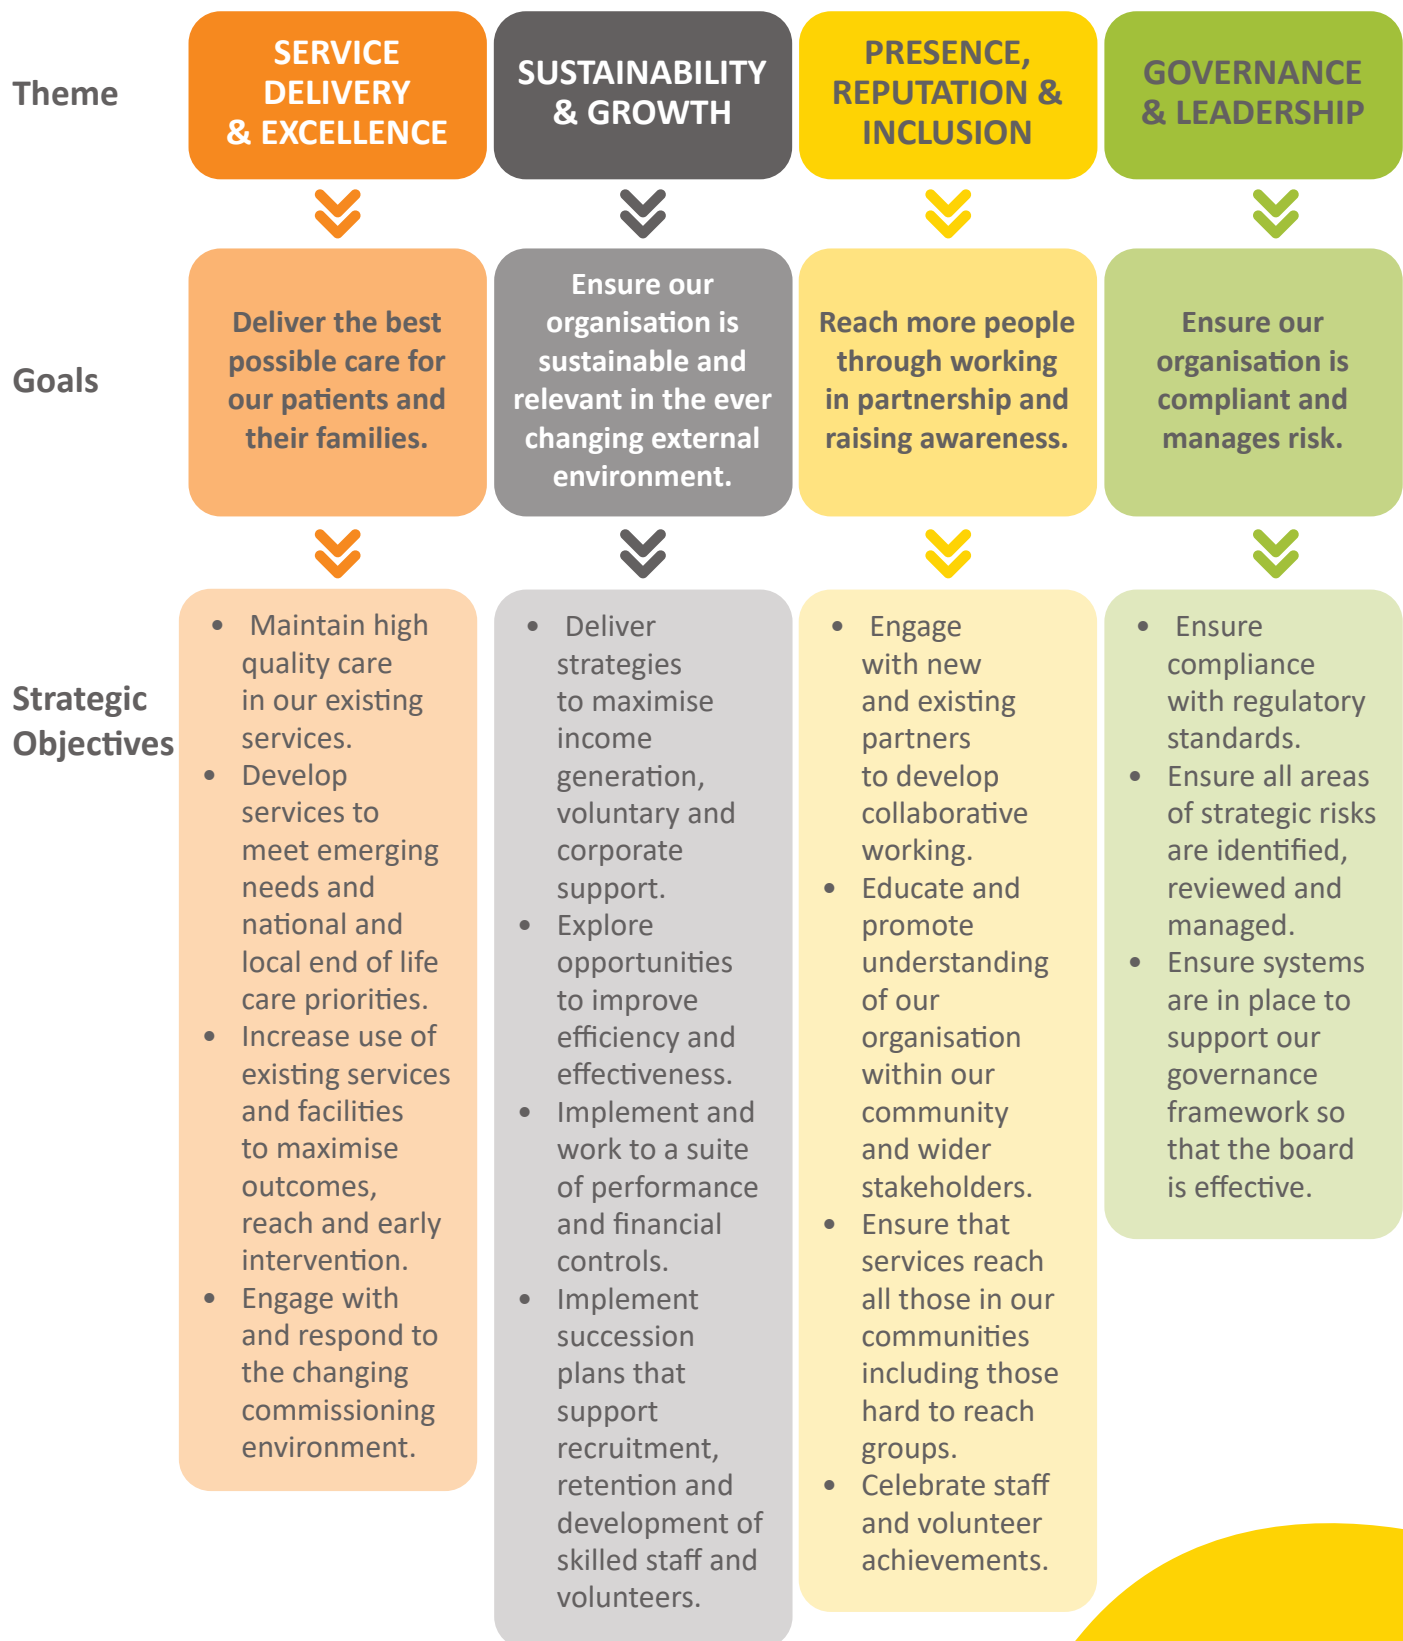 Theme
SERVICE
DELIVERY
& EXCELLENCE
SUSTAINABILITY
& GROWTH
PRESENCE,
REPUTATION &
INCLUSION
GOVERNANCE
& LEADERSHIP
Goals
Deliver the best
possible care for
our patients and
their families.
Ensure our
organisation is
sustainable and
relevant in the ever
changing external
environment.
Reach more people
through working
in partnership and
raising awareness.
Ensure our
organisation is
compliant and
manages risk.
Strategic
Objectives
• Maintain high
quality care
in our existing
services.
• Develop
services to
meet emerging
needs and
national and
local end of life
care priorities.
• Increase use of
existing services
and facilities
to maximise
outcomes,
reach and early
intervention.
• Engage with
and respond to
the changing
commissioning
environment.
• Deliver
strategies
to maximise
income
generation,
voluntary and
corporate
support.
• Explore
opportunities
to improve
efficiency and
effectiveness.
• Implement and
work to a suite
of performance
and financial
controls.
• Implement
succession
plans that
support
recruitment,
retention and
development of
skilled staff and
volunteers.
• Engage
with new
and existing
partners
to develop
collaborative
working.
• Educate and
promote
understanding
of our
organisation
within our
community
and wider
stakeholders.
• Ensure that
services reach
all those in our
communities
including those
hard to reach
groups.
• Celebrate staff
and volunteer
achievements.
• Ensure
compliance
with regulatory
standards.
• Ensure all areas
of strategic risks
are identified,
reviewed and
managed.
• Ensure systems
are in place to
support our
governance
framework so
that the board
is effective.